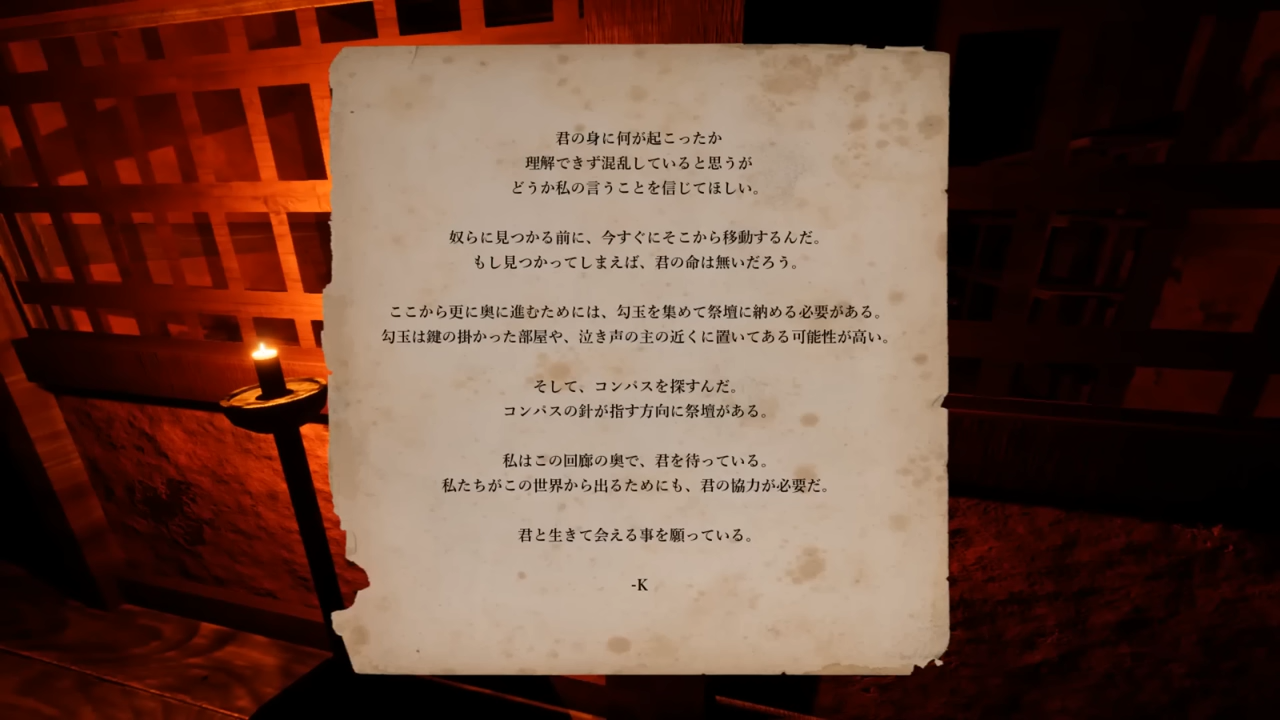 君の身に何が起こったか
理解できず混乱していると思うが
どうか私の言うことを信じてほしい。
奴らに見つかる前に、今すぐにそこから移動するんだ。
もし見つかってしまえば、君の命は無いだろう。
ここから更に奥に進むためには、勾玉を集めて祭壇に納める必要がある。
勾玉は鍵の掛かった部屋や、泣き声の主の近くに置いてある可能性が高い。
そして、コンパスを探すんだ。
コンパスの針が指す方向に祭壇がある。
私はこの回廊の奥で、君を待っている。
私たちがこの世界から出るためにも、君の協力が必要だ。
君と生きて会える事を願っている。
-K